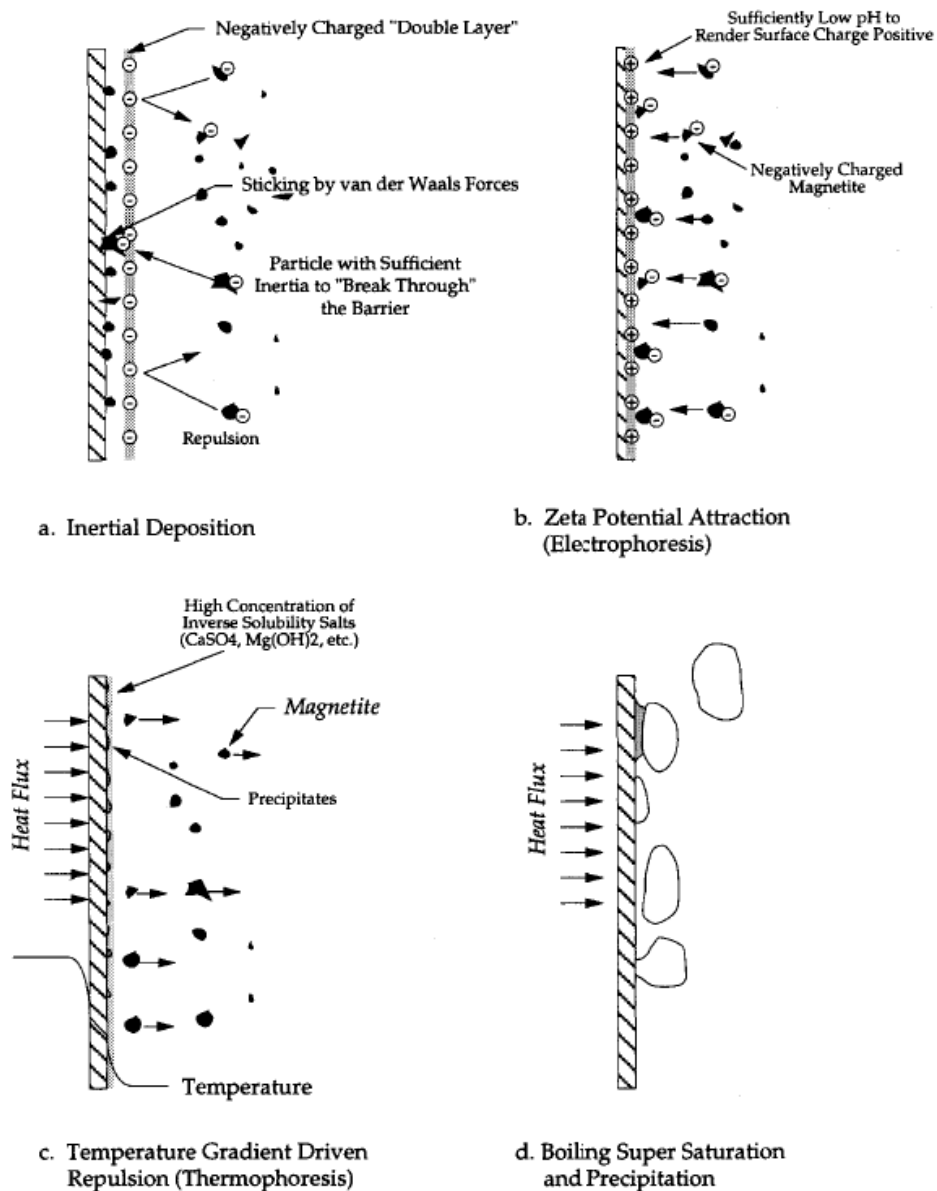 Negatively Charged "Double Layer"
Sticking by van der Waals Forces
Particle with Sufficient
Inertia to "Break Through"
the Barrier
Repulsion
a. Inertial Deposition
Sufficiently Low pH to
Render Surface Charge Positive
Negatively Charged
Magnetite
b. Zeta Potential Attraction
(Electrophoresis)
High Concentration of
Inverse Solubility Salts
(CaSO4, Mg(OH)2, etc.)
Magnetite
Precipitates
Heat Flux
Temperature
c. Temperature Gradient Driven
Repulsion (Thermophoresis)
Heat Flux
d. Boiling Super Saturation
and Precipitation